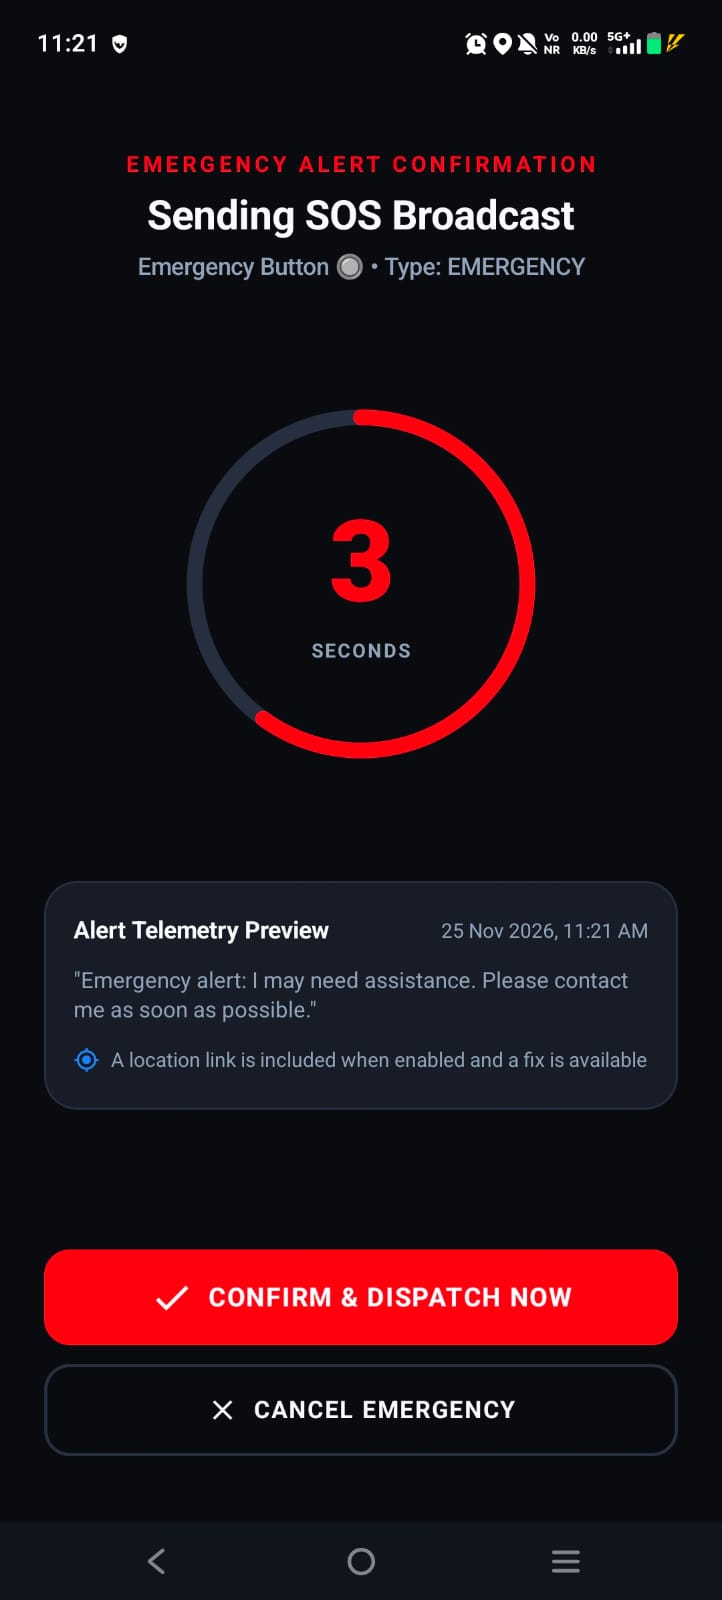 11:21
Vo NR 0.00 KB/s 5G+
EMERGENCY ALERT CONFIRMATION
Sending SOS Broadcast
Emergency Button 🔘 • Type: EMERGENCY
3
SECONDS
Alert Telemetry Preview 25 Nov 2026, 11:21 AM
"Emergency alert: I may need assistance. Please contact
me as soon as possible."
A location link is included when enabled and a fix is available
CONFIRM & DISPATCH NOW
CANCEL EMERGENCY